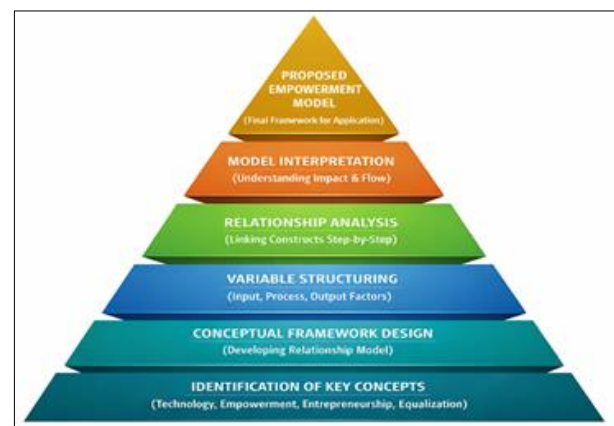 PROPOSED
EMPOWERMENT
MODEL
(Final Framework for Application)
MODEL INTERPRETATION
(Understanding Impact & Flow)
RELATIONSHIP ANALYSIS
(Linking Constructs Step-by-Step)
VARIABLE STRUCTURING
(Input, Process, Output Factors)
CONCEPTUAL FRAMEWORK DESIGN
(Developing Relationship Model)
IDENTIFICATION OF KEY CONCEPTS
(Technology, Empowerment, Entrepreneurship, Equalization)